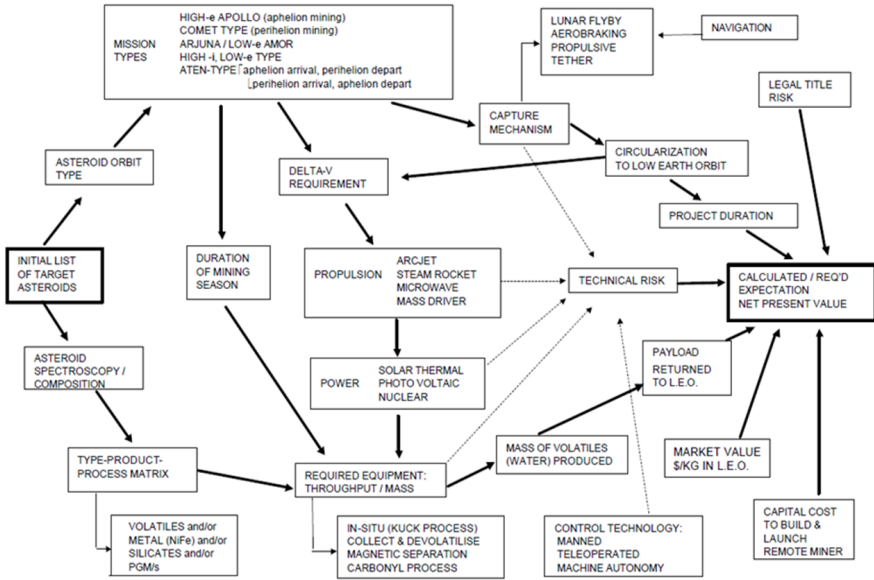 HIGH-e APOLLO (aphelion mining)
COMET TYPE (perihelion mining)
MISSION ARJUNA / LOW-e AMOR
TYPES HIGH -i, LOW-e TYPE
ATEN-TYPE [aphelion arrival, perihelion depart
[perihelion arrival, aphelion depart
LUNAR FLYBY
AEROBRAKING
PROPULSIVE
TETHER
NAVIGATION
LEGAL TITLE
RISK
CAPTURE
MECHANISM
ASTEROID ORBIT
TYPE
DELTA-V
REQUIREMENT
CIRCULARIZATION
TO LOW EARTH ORBIT
PROJECT DURATION
INITIAL LIST
OF TARGET
ASTEROIDS
DURATION
OF MINING
SEASON
PROPULSION ARCJET
STEAM ROCKET
MICROWAVE
MASS DRIVER
TECHNICAL RISK
CALCULATED / REQ'D
EXPECTATION
NET PRESENT VALUE
ASTEROID
SPECTROSCOPY /
COMPOSITION
SOLAR THERMAL
POWER PHOTO VOLTAIC
NUCLEAR
PAYLOAD
RETURNED
TO L.E.O.
TYPE-PRODUCT-
PROCESS MATRIX
REQUIRED EQUIPMENT:
THROUGHPUT / MASS
MASS OF VOLATILES
(WATER) PRODUCED
MARKET VALUE
$/KG IN L.E.O.
VOLATILES and/or
METAL (NiFe) and/or
SILICATES and/or
PGM/s
IN-SITU (KUCK PROCESS)
COLLECT & DEVOLATILISE
MAGNETIC SEPARATION
CARBONYL PROCESS
CONTROL TECHNOLOGY:
MANNED
TELEOPERATED
MACHINE AUTONOMY
CAPITAL COST
TO BUILD &
LAUNCH
REMOTE MINER